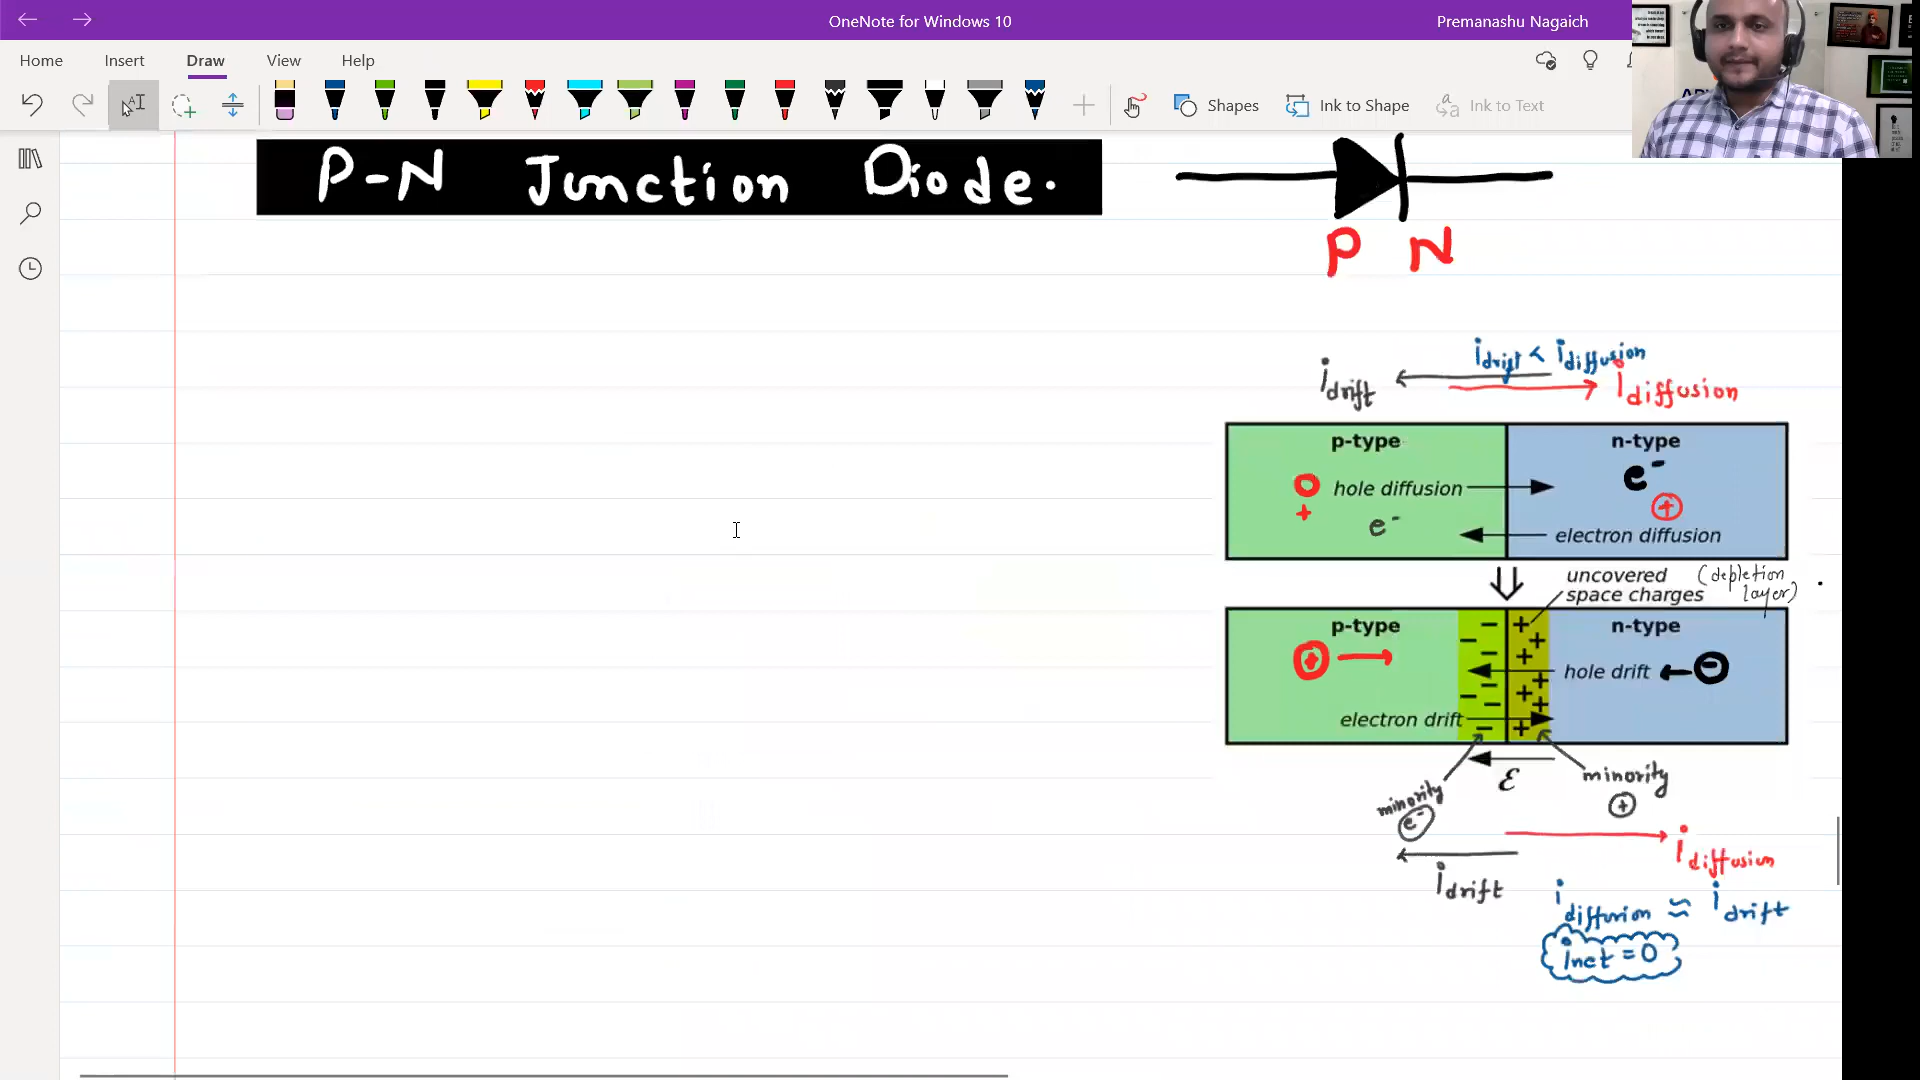 OneNote for Windows 10
Premanashu Nagaich
Home Insert Draw View Help
Shapes Ink to Shape Ink to Text
P-N Junction Diode.
P N
idrift < idiffusion
idrift
idiffusion
p-type n-type
hole diffusion
e⁻
+
+
e⁻
electron diffusion
uncovered
space charges
(depletion
layer)
p-type n-type
+
hole drift
electron drift
ℰ
minority
e⁻
minority
+
idiffusion
idrift
idiffusion ≈ idrift
inet = 0